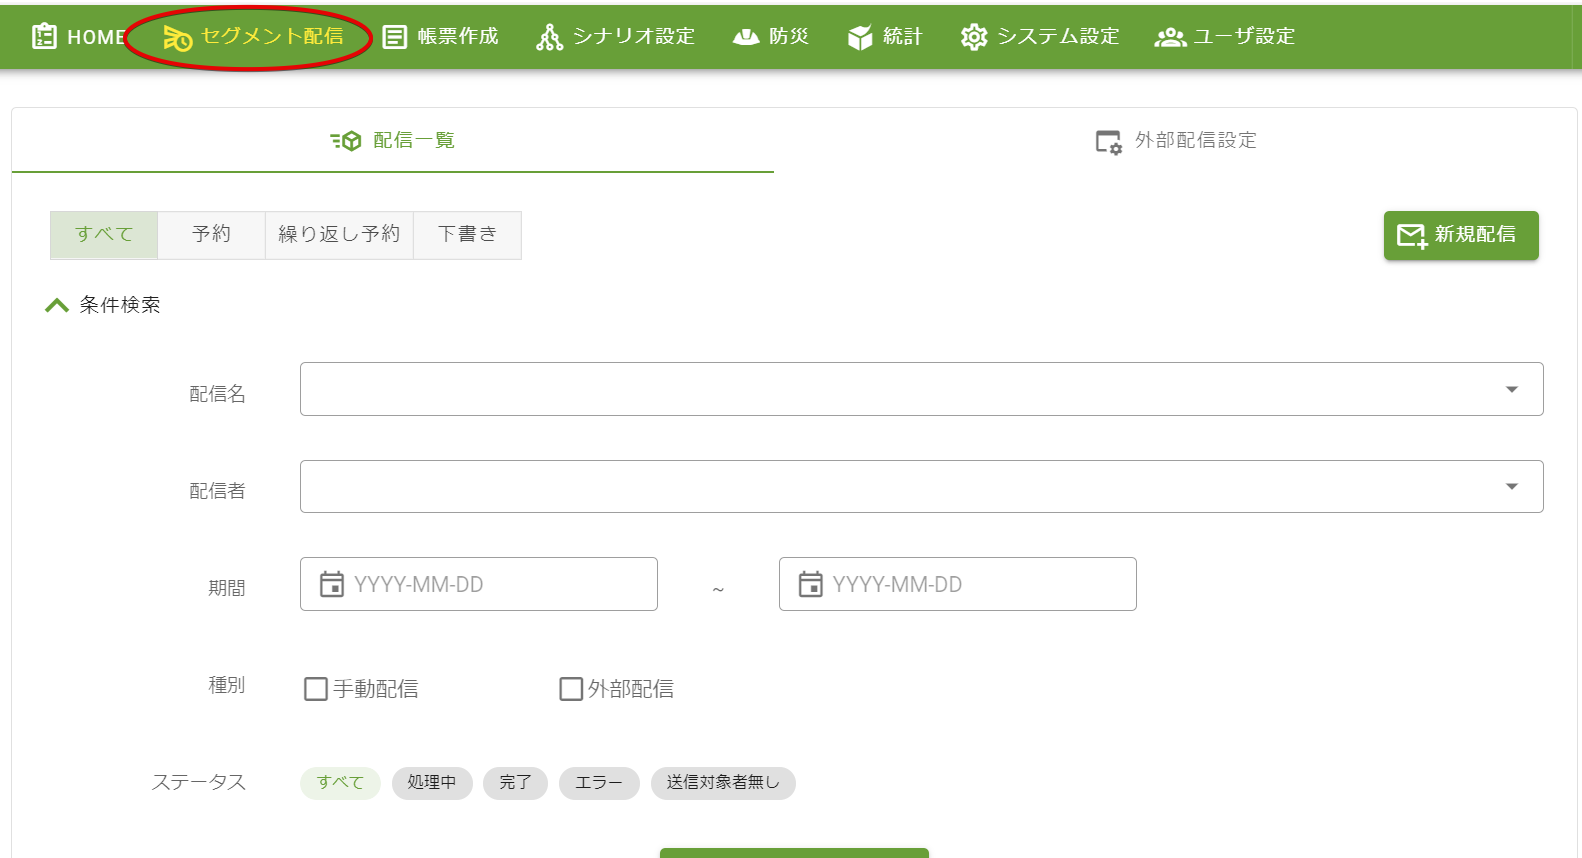 HOME セグメント配信 帳票作成 シナリオ設定 防災 統計 システム設定 ユーザ設定
配信一覧 外部配信設定
すべて 予約 繰り返し予約 下書き 新規配信
条件検索
配信名
配信者
期間 YYYY-MM-DD ~ YYYY-MM-DD
種別 手動配信 外部配信
ステータス すべて 処理中 完了 エラー 送信対象者無し